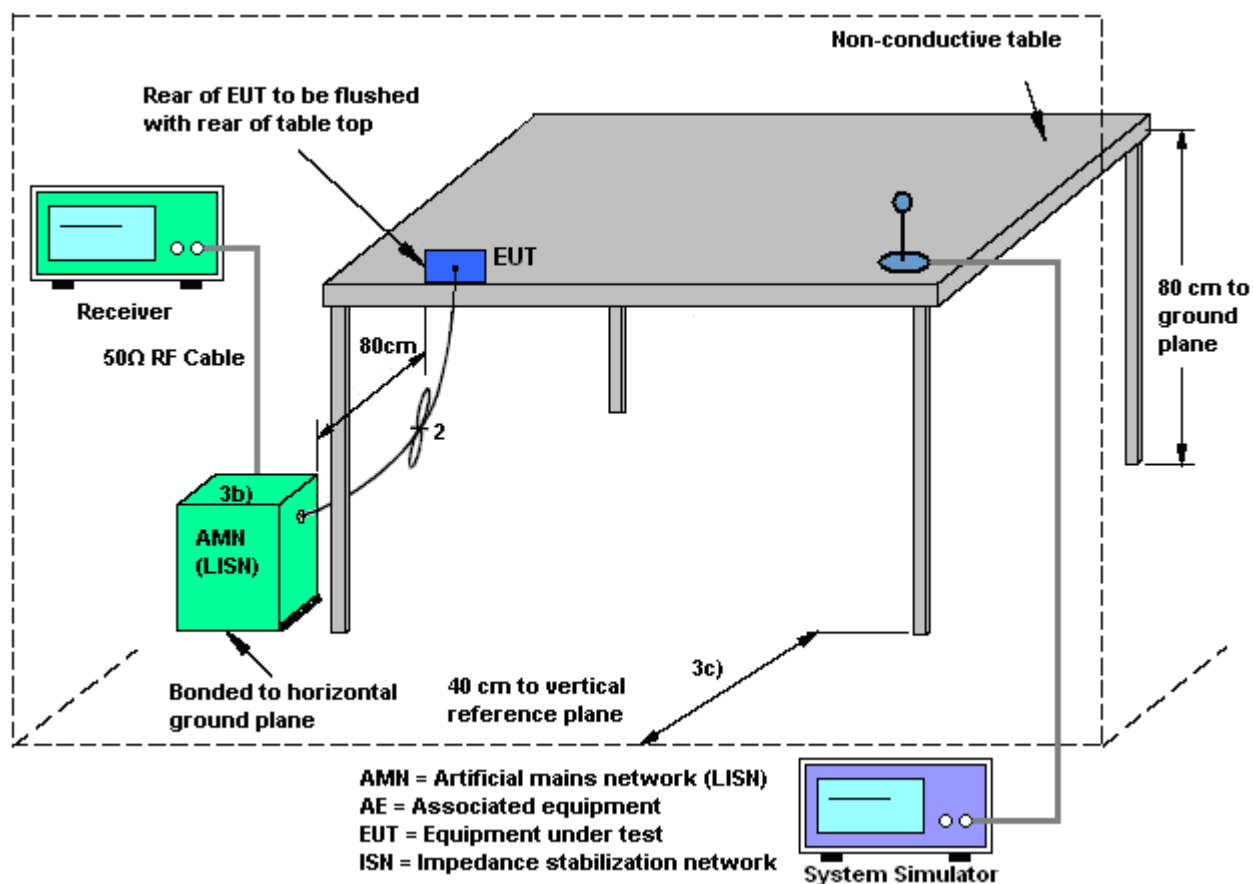 Non-conductive table
Rear of EUT to be flushed
with rear of table top
EUT
Receiver
80 cm to
ground
plane
50Ω RF Cable
80cm
2
3b)
AMN
(LISN)
3c)
Bonded to horizontal
ground plane
40 cm to vertical
reference plane
AMN = Artificial mains network (LISN)
AE = Associated equipment
EUT = Equipment under test
ISN = Impedance stabilization network
System Simulator